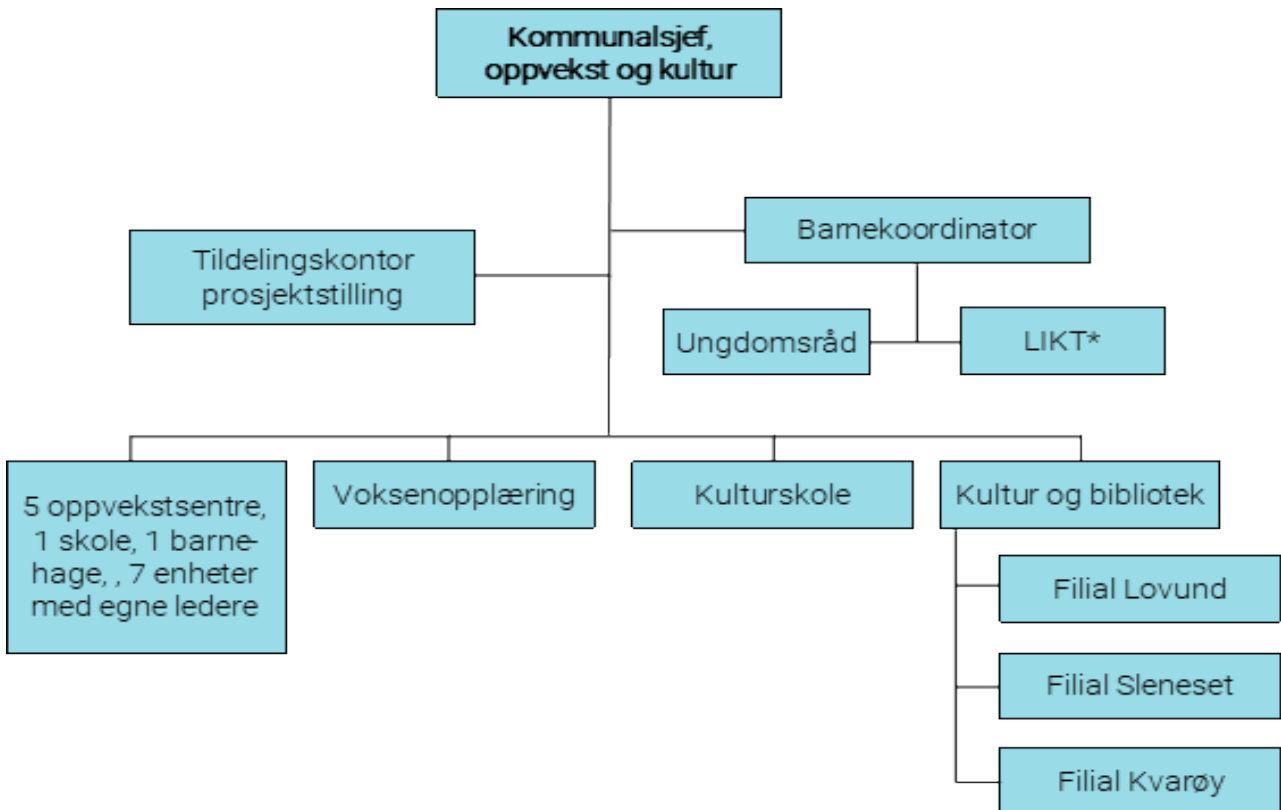 Kommunalsjef,
oppvekst og kultur
Barnekoordinator
Tildelingskontor
prosjektstilling
Ungdomsråd
LIKT*
5 oppvekstsentre,
1 skole, 1 barne-
hage, , 7 enheter
med egne ledere
Voksenopplæring
Kulturskole
Kultur og bibliotek
Filial Lovund
Filial Sleneset
Filial Kvarøy